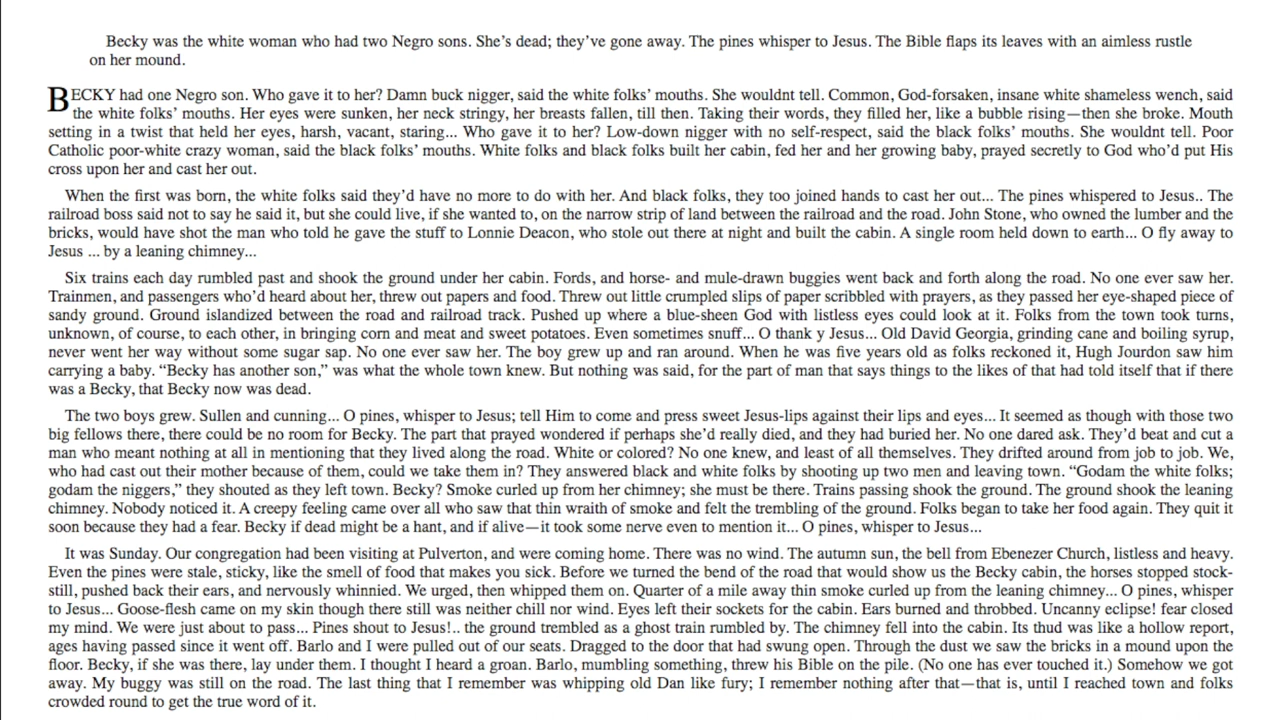 Becky was the white woman who had two Negro sons. She’s dead; they’ve gone away. The pines whisper to Jesus. The Bible flaps its leaves with an aimless rustle
on her mound.
BECKY had one Negro son. Who gave it to her? Damn buck nigger, said the white folks’ mouths. She wouldnt tell. Common, God-forsaken, insane white shameless wench, said
the white folks’ mouths. Her eyes were sunken, her neck stringy, her breasts fallen, till then. Taking their words, they filled her, like a bubble rising—then she broke. Mouth
setting in a twist that held her eyes, harsh, vacant, staring... Who gave it to her? Low-down nigger with no self-respect, said the black folks’ mouths. She wouldnt tell. Poor
Catholic poor-white crazy woman, said the black folks’ mouths. White folks and black folks built her cabin, fed her and her growing baby, prayed secretly to God who’d put His
cross upon her and cast her out.
When the first was born, the white folks said they’d have no more to do with her. And black folks, they too joined hands to cast her out... The pines whispered to Jesus.. The
railroad boss said not to say he said it, but she could live, if she wanted to, on the narrow strip of land between the railroad and the road. John Stone, who owned the lumber and the
bricks, would have shot the man who told he gave the stuff to Lonnie Deacon, who stole out there at night and built the cabin. A single room held down to earth... O fly away to
Jesus ... by a leaning chimney...
Six trains each day rumbled past and shook the ground under her cabin. Fords, and horse- and mule-drawn buggies went back and forth along the road. No one ever saw her.
Trainmen, and passengers who’d heard about her, threw out papers and food. Threw out little crumpled slips of paper scribbled with prayers, as they passed her eye-shaped piece of
sandy ground. Ground islandized between the road and railroad track. Pushed up where a blue-sheen God with listless eyes could look at it. Folks from the town took turns,
unknown, of course, to each other, in bringing corn and meat and sweet potatoes. Even sometimes snuff... O thank y Jesus... Old David Georgia, grinding cane and boiling syrup,
never went her way without some sugar sap. No one ever saw her. The boy grew up and ran around. When he was five years old as folks reckoned it, Hugh Jourdon saw him
carrying a baby. “Becky has another son,” was what the whole town knew. But nothing was said, for the part of man that says things to the likes of that had told itself that if there
was a Becky, that Becky now was dead.
The two boys grew. Sullen and cunning... O pines, whisper to Jesus; tell Him to come and press sweet Jesus-lips against their lips and eyes... It seemed as though with those two
big fellows there, there could be no room for Becky. The part that prayed wondered if perhaps she’d really died, and they had buried her. No one dared ask. They’d beat and cut a
man who meant nothing at all in mentioning that they lived along the road. White or colored? No one knew, and least of all themselves. They drifted around from job to job. We,
who had cast out their mother because of them, could we take them in? They answered black and white folks by shooting up two men and leaving town. “Godam the white folks;
godam the niggers,” they shouted as they left town. Becky? Smoke curled up from her chimney; she must be there. Trains passing shook the ground. The ground shook the leaning
chimney. Nobody noticed it. A creepy feeling came over all who saw that thin wraith of smoke and felt the trembling of the ground. Folks began to take her food again. They quit it
soon because they had a fear. Becky if dead might be a hant, and if alive—it took some nerve even to mention it... O pines, whisper to Jesus...
It was Sunday. Our congregation had been visiting at Pulverton, and were coming home. There was no wind. The autumn sun, the bell from Ebenezer Church, listless and heavy.
Even the pines were stale, sticky, like the smell of food that makes you sick. Before we turned the bend of the road that would show us the Becky cabin, the horses stopped stock-
still, pushed back their ears, and nervously whinnied. We urged, then whipped them on. Quarter of a mile away thin smoke curled up from the leaning chimney... O pines, whisper
to Jesus... Goose-flesh came on my skin though there still was neither chill nor wind. Eyes left their sockets for the cabin. Ears burned and throbbed. Uncanny eclipse! fear closed
my mind. We were just about to pass... Pines shout to Jesus!.. the ground trembled as a ghost train rumbled by. The chimney fell into the cabin. Its thud was like a hollow report,
ages having passed since it went off. Barlo and I were pulled out of our seats. Dragged to the door that had swung open. Through the dust we saw the bricks in a mound upon the
floor. Becky, if she was there, lay under them. I thought I heard a groan. Barlo, mumbling something, threw his Bible on the pile. (No one has ever touched it.) Somehow we got
away. My buggy was still on the road. The last thing that I remember was whipping old Dan like fury; I remember nothing after that—that is, until I reached town and folks
crowded round to get the true word of it.